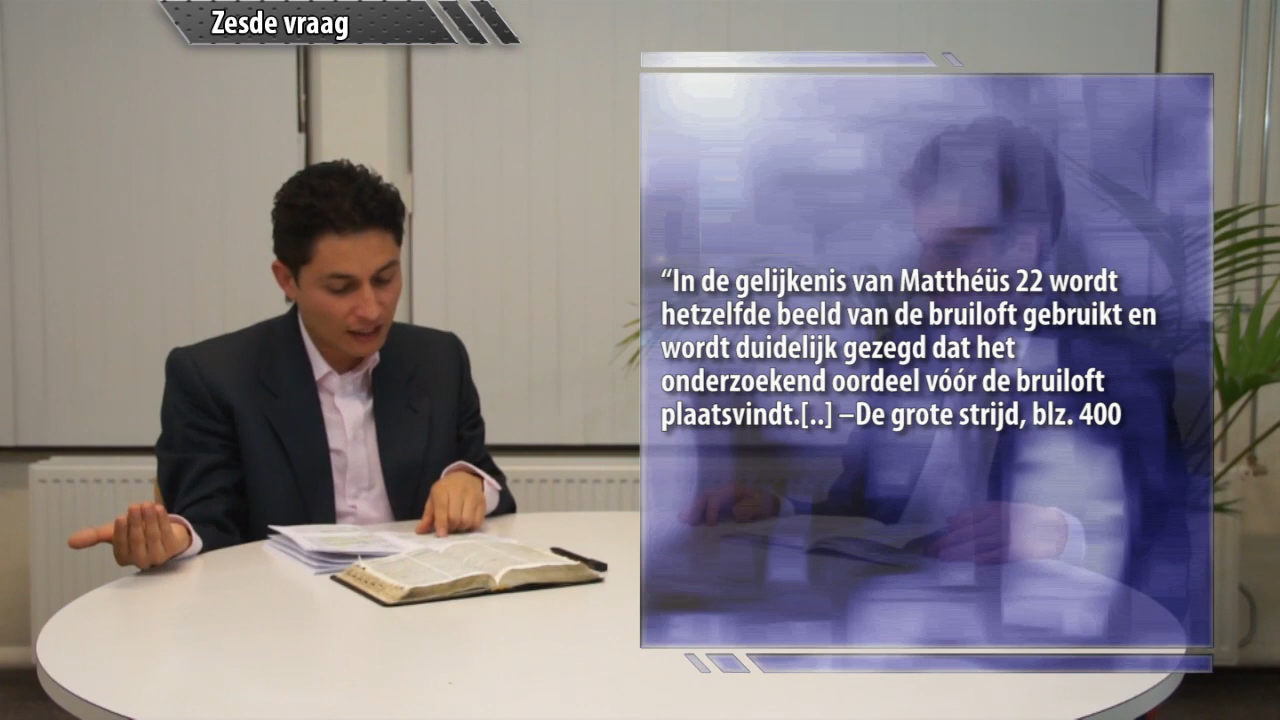 Zesde vraag
“In de gelijkenis van Matthéüs 22 wordt
hetzelfde beeld van de bruiloft gebruikt en
wordt duidelijk gezegd dat het
onderzoekend oordeel vóór de bruiloft
plaatsvindt.[..] –De grote strijd, blz. 400